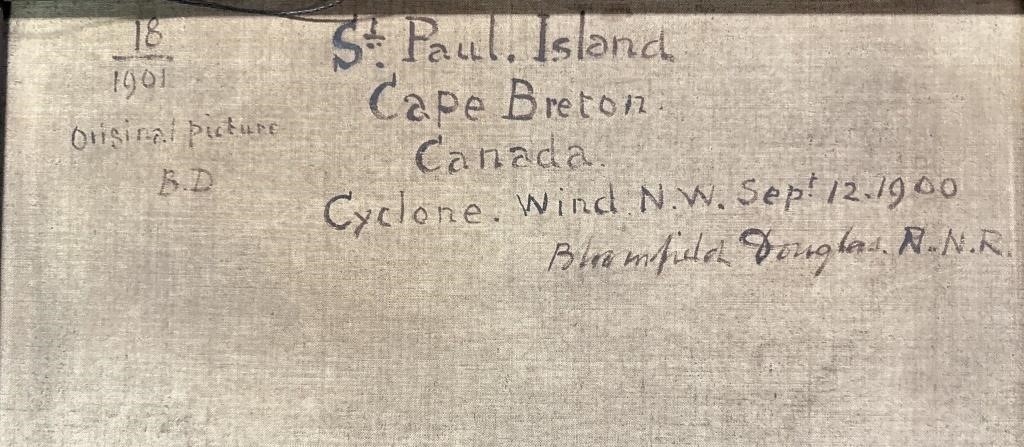 18
1901
Original picture
B.D
St. Paul. Island
Cape Breton.
Canada.
Cyclone. Wind. N.W. Sept 12.1900
Bloomfield Douglas. R.N.R.